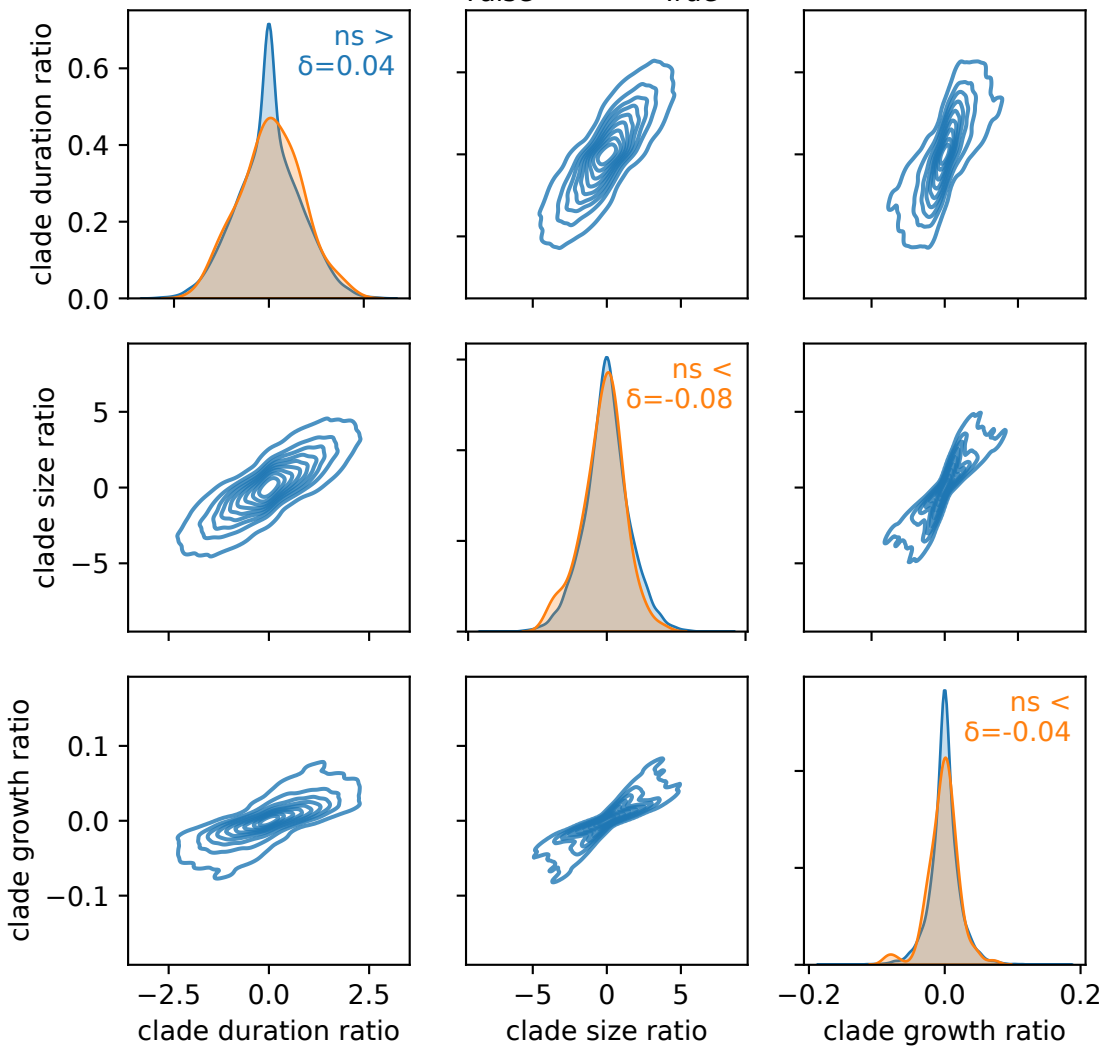 clade duration ratio
0.6
0.4
0.2
0.0
ns >
δ=0.04
clade size ratio
5
0
−5
ns <
δ=-0.08
clade growth ratio
0.1
0.0
−0.1
ns <
δ=-0.04
−2.5 0.0 2.5
−5 0 5
−0.2 0.0 0.2
clade duration ratio
clade size ratio
clade growth ratio